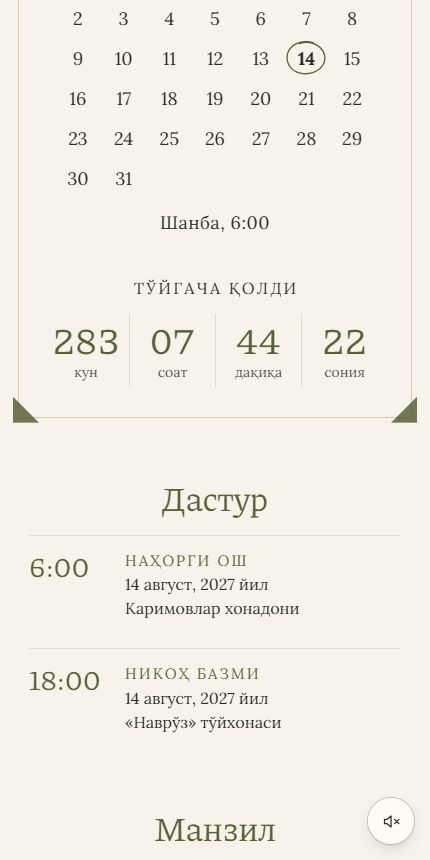 2 3 4 5 6 7 8
9 10 11 12 13 14 15
16 17 18 19 20 21 22
23 24 25 26 27 28 29
30 31
Шанба, 6:00
ТЎЙГАЧА ҚОЛДИ
283 07 44 22
кун соат дақиқа сония
Дастур
6:00
НАҲОРГИ ОШ
14 август, 2027 йил
Каримовлар хонадони
18:00
НИКОҲ БАЗМИ
14 август, 2027 йил
«Наврўз» тўйхонаси
Манзил